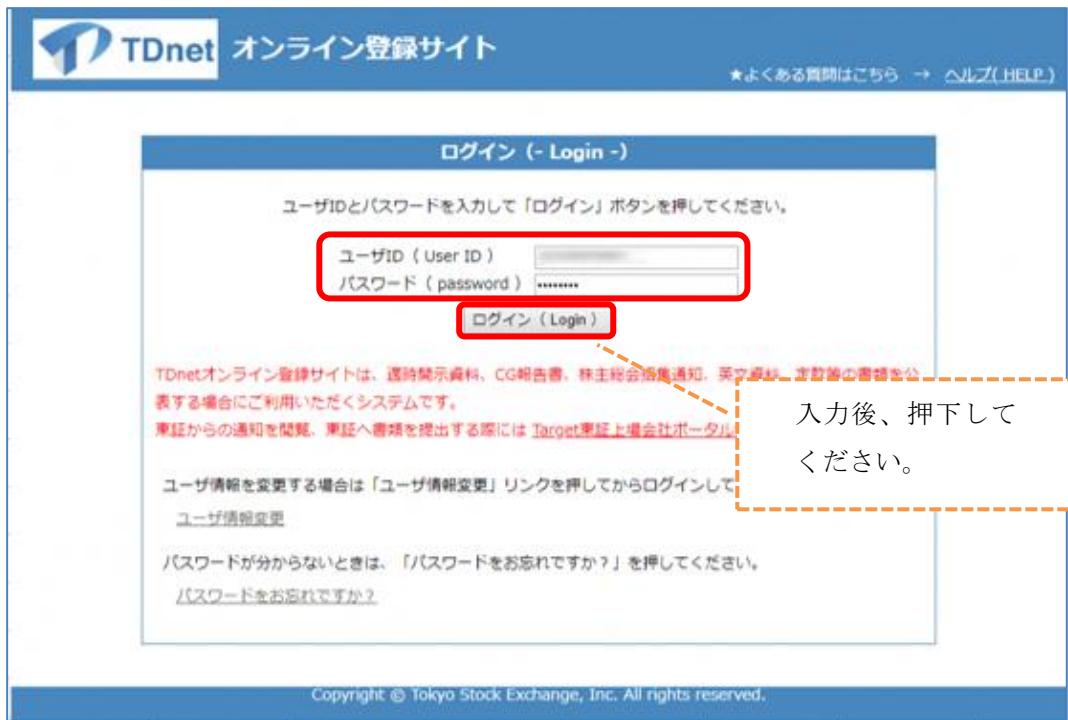 TDnet オンライン登録サイト
★よくある質問はこちら → ヘルプ( HELP )
ログイン (- Login -)
ユーザIDとパスワードを入力して「ログイン」ボタンを押してください。
ユーザID ( User ID )
パスワード ( password ) ••••••••
ログイン ( Login )
TDnetオンライン登録サイトは、適時開示資料、CG報告書、株主総会招集通知、英文資料、定款等の書類を公
表する場合にご利用いただくシステムです。
東証からの通知を閲覧、東証へ書類を提出する際には Target東証上場会社ポータル
入力後、押下して
ください。
ユーザ情報を変更する場合は「ユーザ情報変更」リンクを押してからログインして
ユーザ情報変更
パスワードが分からないときは、「パスワードをお忘れですか?」を押してください。
パスワードをお忘れですか?
Copyright © Tokyo Stock Exchange, Inc. All rights reserved.